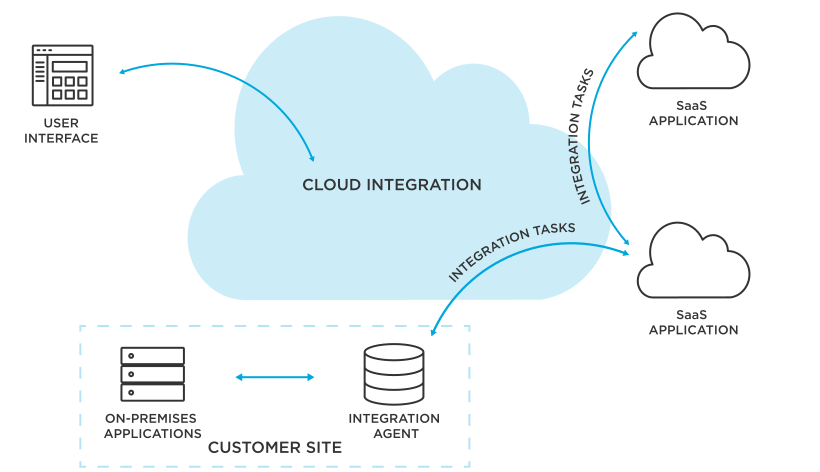 USER
INTERFACE
CLOUD INTEGRATION
INTEGRATION TASKS
SaaS
APPLICATION
INTEGRATION TASKS
SaaS
APPLICATION
ON-PREMISES
APPLICATIONS
INTEGRATION
AGENT
CUSTOMER SITE